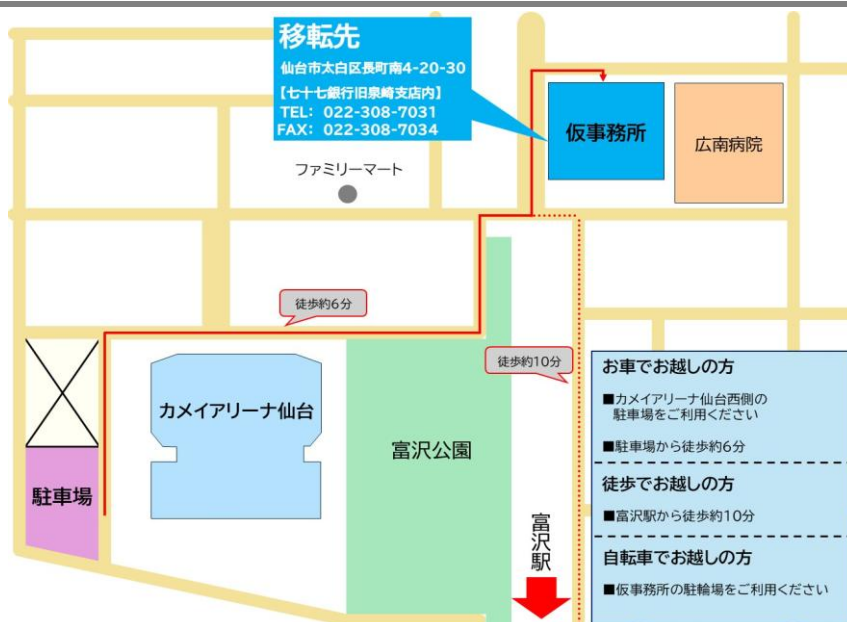 移転先
仙台市太白区長町南4-20-30
【七十七銀行旧泉崎支店内】
TEL: 022-308-7031
FAX: 022-308-7034
仮事務所
広南病院
ファミリーマート
徒歩約6分
徒歩約10分
カメイアリーナ仙台
富沢公園
駐車場
富沢駅
お車でお越しの方
■カメイアリーナ仙台西側の
駐車場をご利用ください
■駐車場から徒歩約6分
徒歩でお越しの方
■富沢駅から徒歩約10分
自転車でお越しの方
■仮事務所の駐輪場をご利用ください